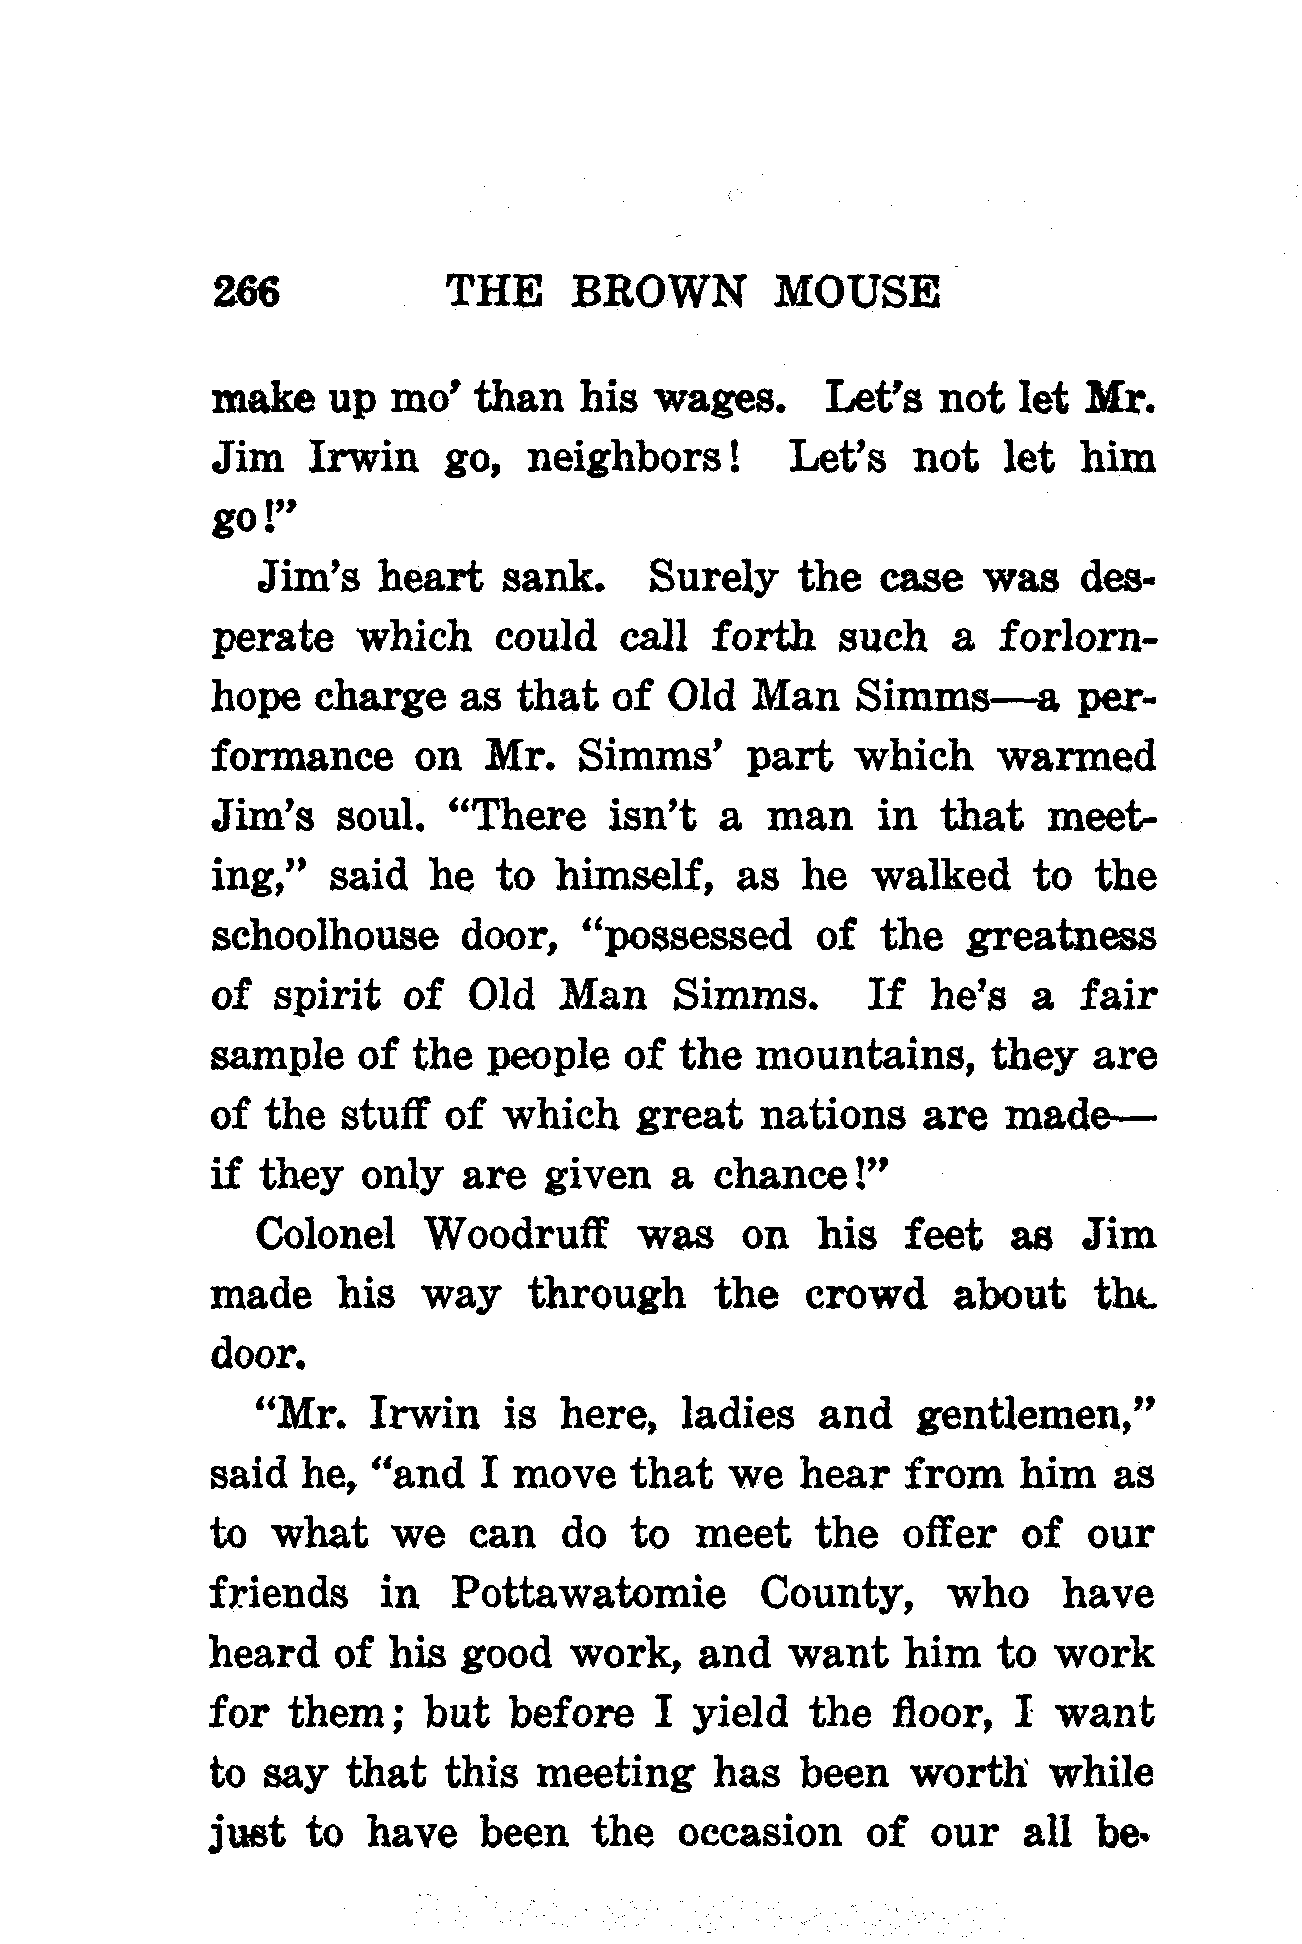 266 THE BROWN MOUSE
make up mo' than his wages. Let's not let Mr.
Jim Irwin go, neighbors! Let's not let him
go!"
Jim's heart sank. Surely the case was des-
perate which could call forth such a forlorn-
hope charge as that of Old Man Simms—a per-
formance on Mr. Simms' part which warmed
Jim's soul. "There isn't a man in that meet-
ing," said he to himself, as he walked to the
schoolhouse door, "possessed of the greatness
of spirit of Old Man Simms. If he's a fair
sample of the people of the mountains, they are
of the stuff of which great nations are made—
if they only are given a chance!"
Colonel Woodruff was on his feet as Jim
made his way through the crowd about the
door.
"Mr. Irwin is here, ladies and gentlemen,"
said he, "and I move that we hear from him as
to what we can do to meet the offer of our
friends in Pottawatomie County, who have
heard of his good work, and want him to work
for them; but before I yield the floor, I want
to say that this meeting has been worth while
just to have been the occasion of our all be-